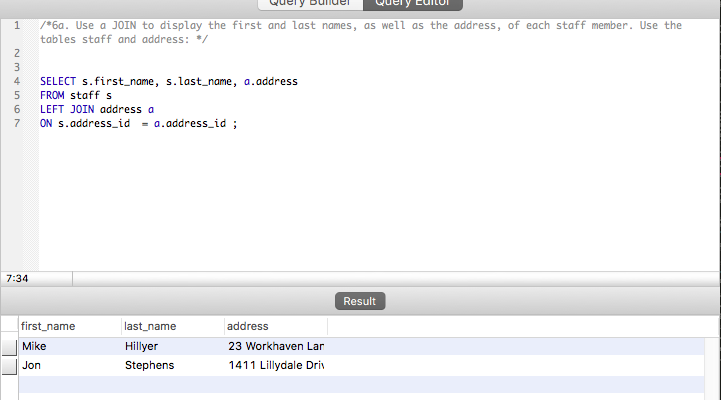 Query Builder Query Editor
1 /*6a. Use a JOIN to display the first and last names, as well as the address, of each staff member. Use the
tables staff and address: */
2
3
4 SELECT s.first_name, s.last_name, a.address
5 FROM staff s
6 LEFT JOIN address a
7 ON s.address_id = a.address_id ;
7:34
Result
first_name last_name address
Mike Hillyer 23 Workhaven Lan
Jon Stephens 1411 Lillydale Driv